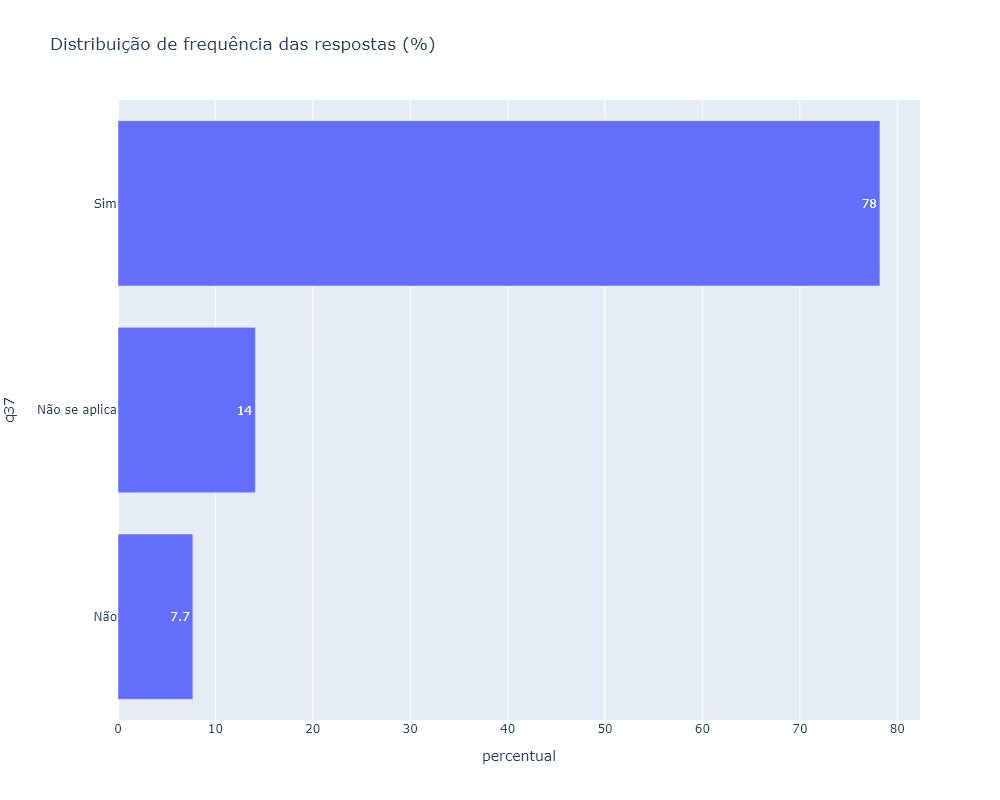 Distribuição de frequência das respostas (%)
Sim
78
Não se aplica
14
Não
7.7
q37
0 10 20 30 40 50 60 70 80
percentual